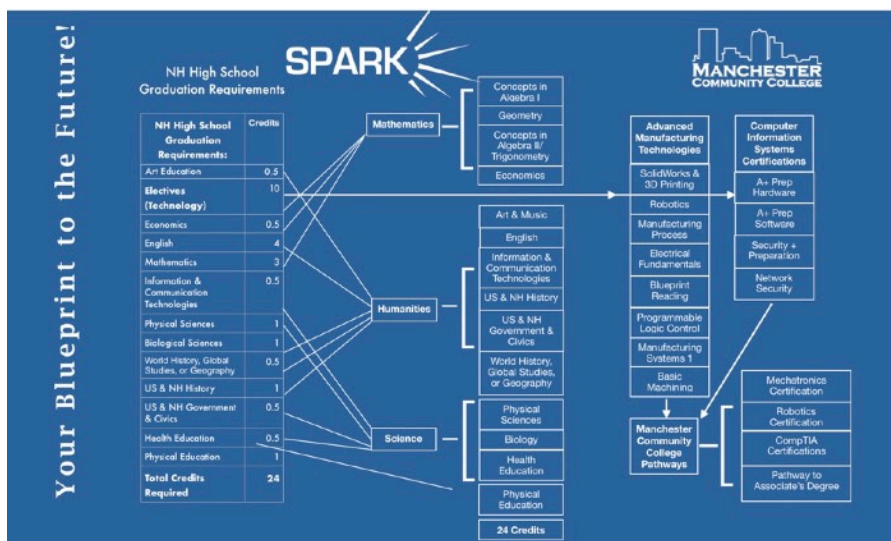 Your Blueprint to the Future!
NH High School
Graduation Requirements
SPARK
MANCHESTER
COMMUNITY COLLEGE
NH High School
Graduation
Requirements:
Credits
Art Education 0.5
Electives
(Technology)
10
Economics 0.5
English 4
Mathematics 3
Information &
Communication
Technologies
0.5
Physical Sciences 1
Biological Sciences 1
World History, Global
Studies, or Geography
0.5
US & NH History 1
US & NH Government
& Civics
0.5
Health Education 0.5
Physical Education 1
Total Credits
Required
24
Mathematics
Concepts in
Algebra I
Geometry
Concepts in
Algebra II/
Trigonometry
Economics
Humanities
Art & Music
English
Information &
Communication
Technologies
US & NH History
US & NH
Government &
Civics
World History,
Global Studies,
or Geography
Science
Physical
Sciences
Biology
Health
Education
Physical
Education
24 Credits
Advanced
Manufacturing
Technologies
SolidWorks &
3D Printing
Robotics
Manufacturing
Process
Electrical
Fundamentals
Blueprint
Reading
Programmable
Logic Control
Manufacturing
Systems 1
Basic
Machining
Computer
Information
Systems
Certifications
A+ Prep
Hardware
A+ Prep
Software
Security +
Preparation
Network
Security
Manchester
Community
College
Pathways
Mechatronics
Certification
Robotics
Certification
CompTIA
Certifications
Pathway to
Associate's Degree